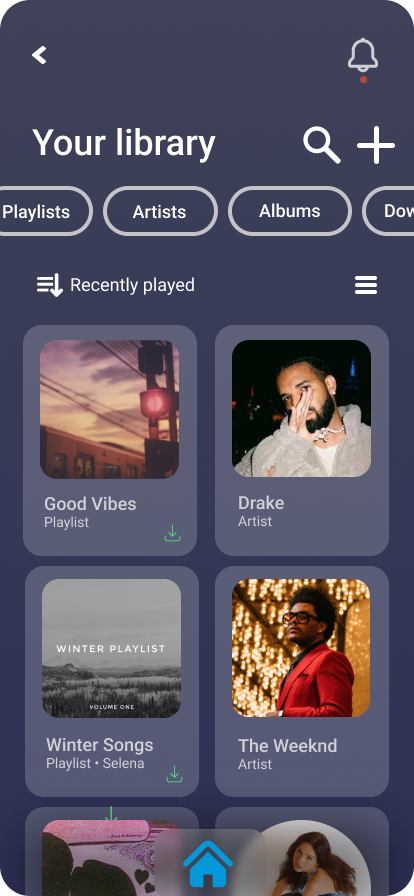 Your library
Playlists
Artists
Albums
Dow
Recently played
Good Vibes
Playlist
Drake
Artist
WINTER PLAYLIST
VOLUME ONE
Winter Songs
Playlist • Selena
The Weeknd
Artist